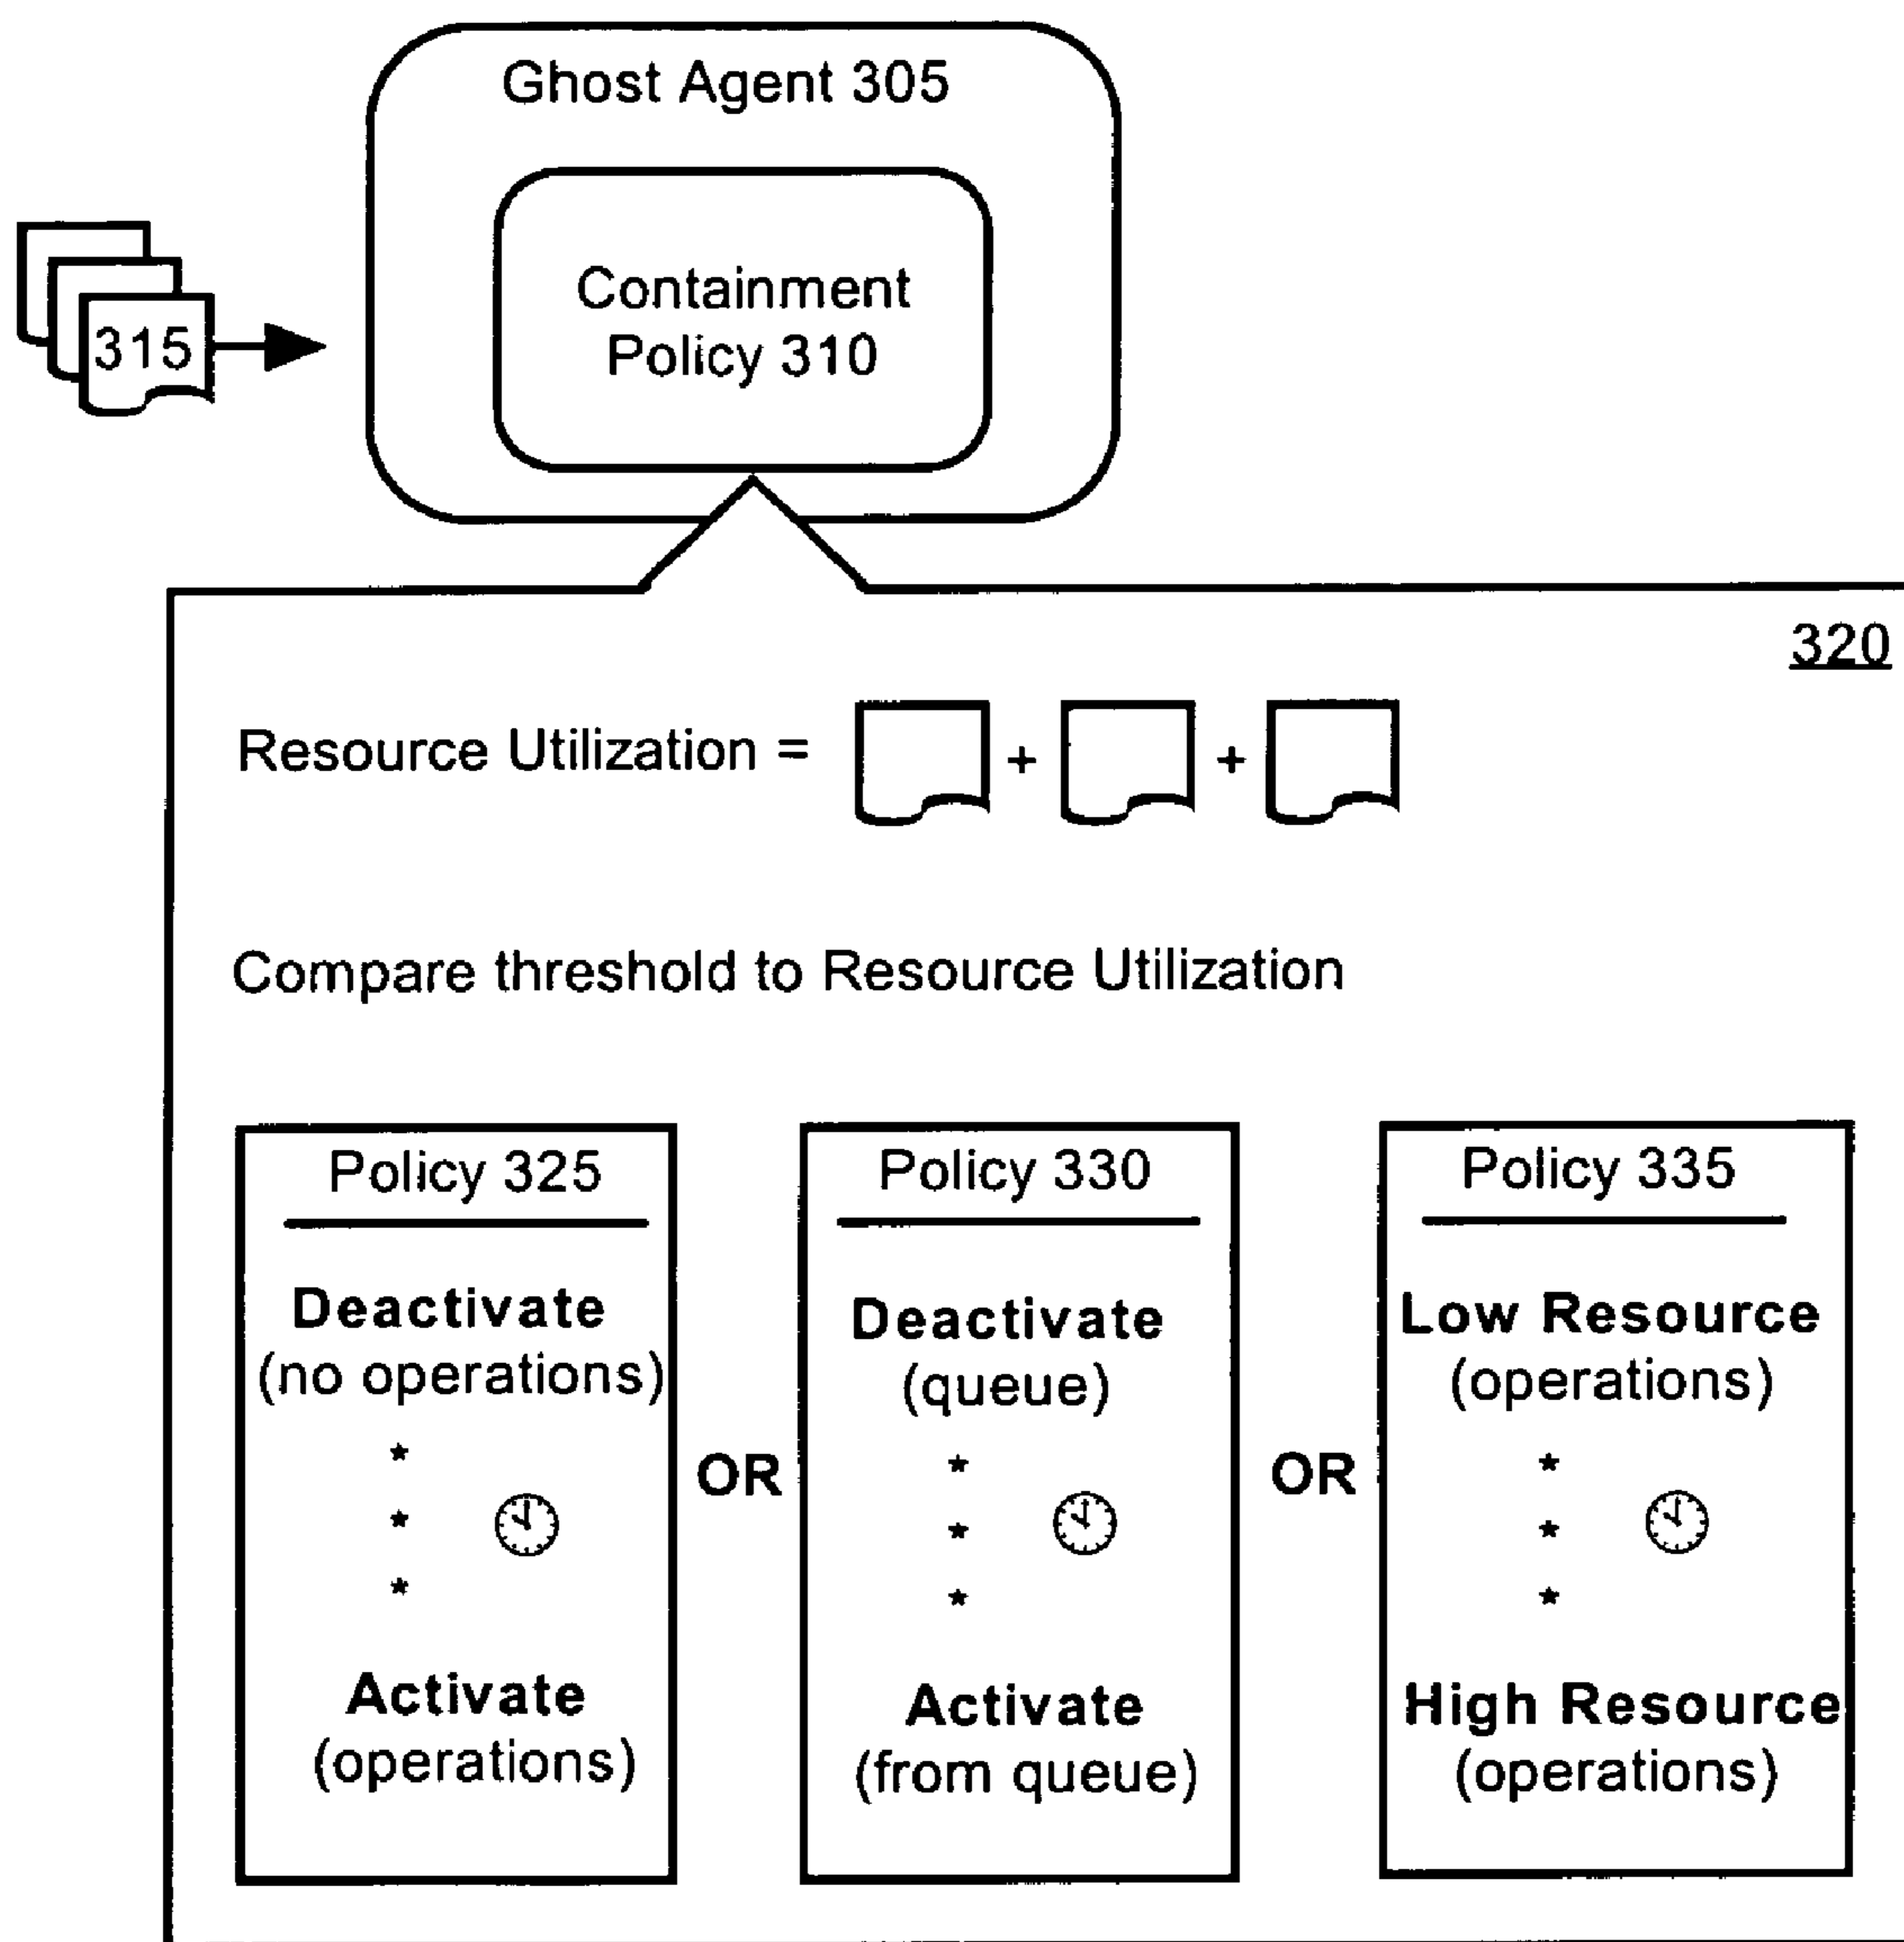 Ghost Agent 305
Containment
Policy 310
315
320
Resource Utilization = + +
Compare threshold to Resource Utilization
Policy 325
Deactivate
(no operations)
*
*
*
Activate
(operations)
OR
Policy 330
Deactivate
(queue)
*
*
*
Activate
(from queue)
OR
Policy 335
Low Resource
(operations)
*
*
*
High Resource
(operations)